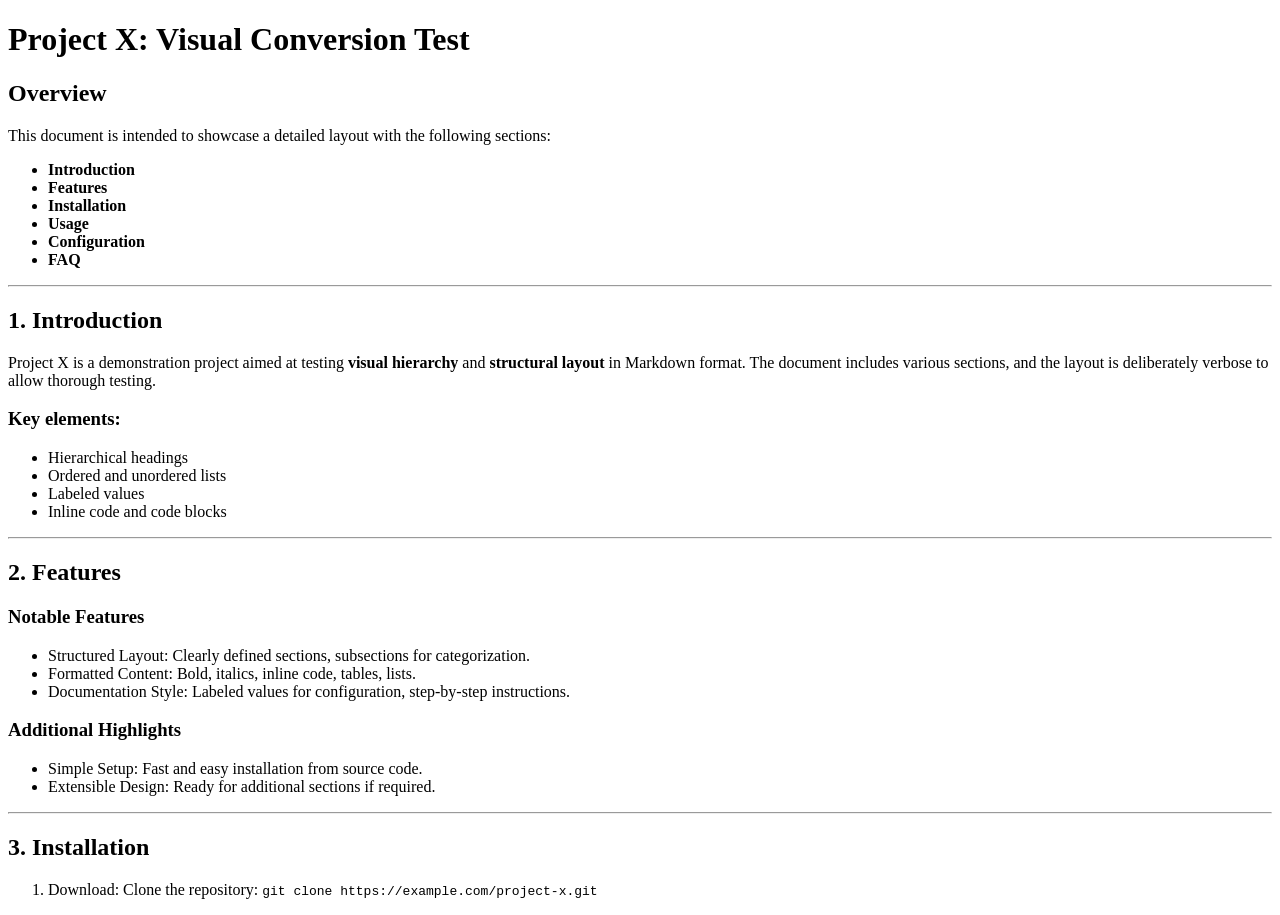 Project X: Visual Conversion Test
Overview
This document is intended to showcase a detailed layout with the following sections:
• Introduction
• Features
• Installation
• Usage
• Configuration
• FAQ
1. Introduction
Project X is a demonstration project aimed at testing visual hierarchy and structural layout in Markdown format. The document includes various sections, and the layout is deliberately verbose to
allow thorough testing.
Key elements:
• Hierarchical headings
• Ordered and unordered lists
• Labeled values
• Inline code and code blocks
2. Features
Notable Features
• Structured Layout: Clearly defined sections, subsections for categorization.
• Formatted Content: Bold, italics, inline code, tables, lists.
• Documentation Style: Labeled values for configuration, step-by-step instructions.
Additional Highlights
• Simple Setup: Fast and easy installation from source code.
• Extensible Design: Ready for additional sections if required.
3. Installation
1. Download: Clone the repository: git clone https://example.com/project-x.git